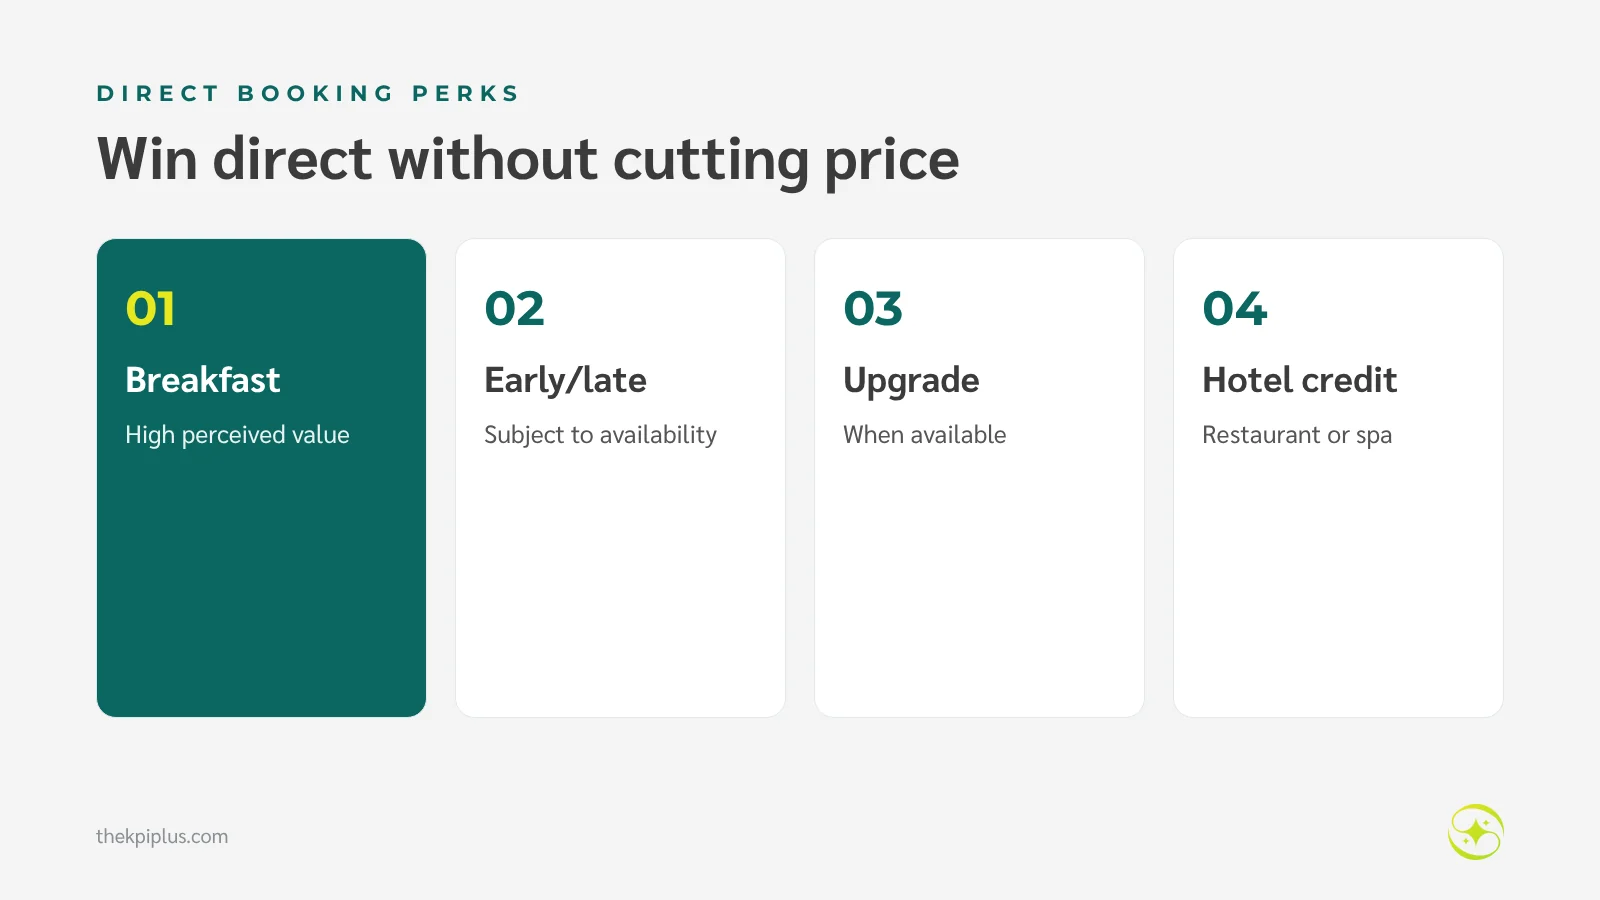 DIRECT BOOKING PERKS
Win direct without cutting price
01
Breakfast
High perceived value
02
Early/late
Subject to availability
03
Upgrade
When available
04
Hotel credit
Restaurant or spa
thekpiplus.com